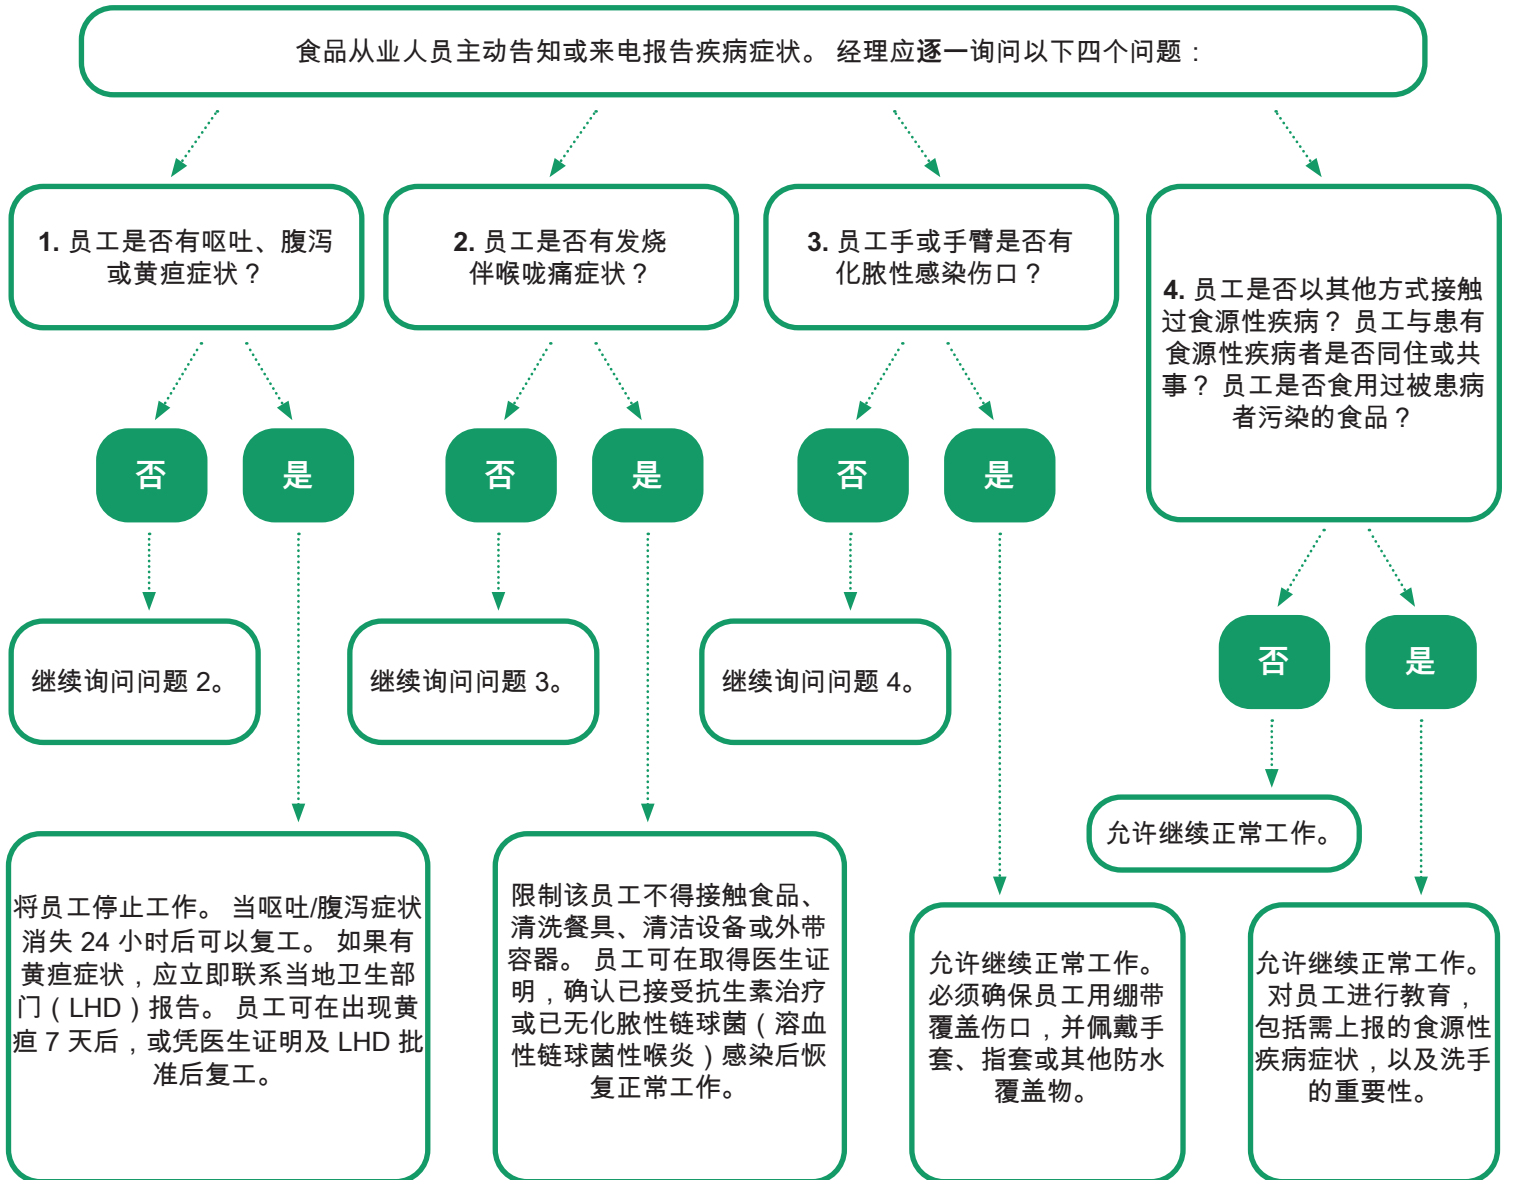 食品从业人员主动告知或来电报告疾病症状。 经理应逐一询问以下四个问题：
1. 员工是否有呕吐、腹泻
或黄疸症状？
2. 员工是否有发烧
伴喉咙痛症状？
3. 员工手或手臂是否有
化脓性感染伤口？
4. 员工是否以其他方式接触
过食源性疾病？ 员工与患有
食源性疾病者是否同住或共
事？ 员工是否食用过被患病
者污染的食品？
否
是
否
是
否
是
否
是
继续询问问题 2。
继续询问问题 3。
继续询问问题 4。
允许继续正常工作。
将员工停止工作。 当呕吐/腹泻症状
消失 24 小时后可以复工。 如果有
黄疸症状，应立即联系当地卫生部
门（LHD）报告。 员工可在出现黄
疸 7 天后，或凭医生证明及 LHD 批
准后复工。
限制该员工不得接触食品、
清洗餐具、清洁设备或外带
容器。 员工可在取得医生证
明，确认已接受抗生素治疗
或已无化脓性链球菌（溶血
性链球菌性喉炎）感染后恢
复正常工作。
允许继续正常工作。
必须确保员工用绷带
覆盖伤口，并佩戴手
套、指套或其他防水
覆盖物。
允许继续正常工作。
对员工进行教育，
包括需上报的食源性
疾病症状，以及洗手
的重要性。